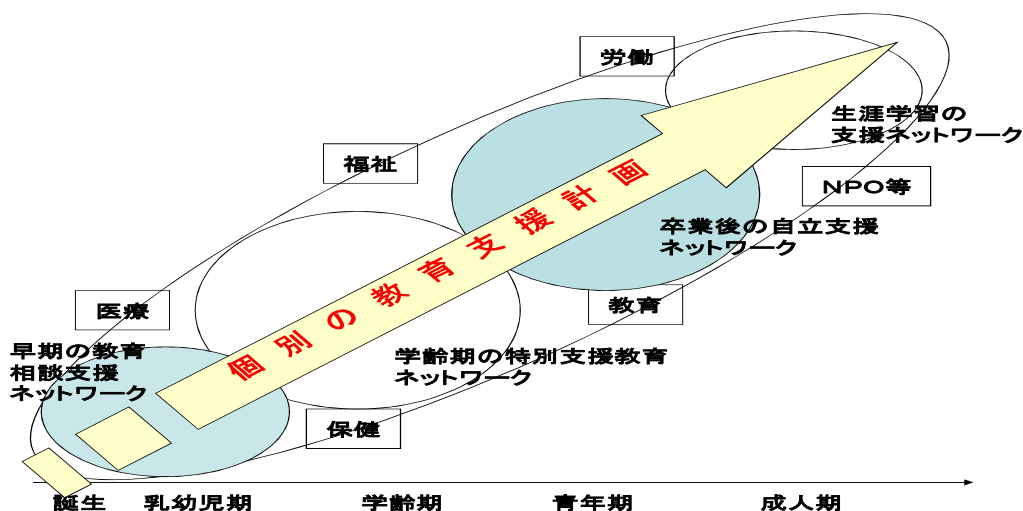 労働
生涯学習の
支援ネットワーク
福祉
NPO等
個別の教育支援計画
卒業後の自立支援
ネットワーク
医療
教育
早期の教育
相談支援
ネットワーク
学齢期の特別支援教育
ネットワーク
保健
誕生
乳幼児期
学齢期
青年期
成人期